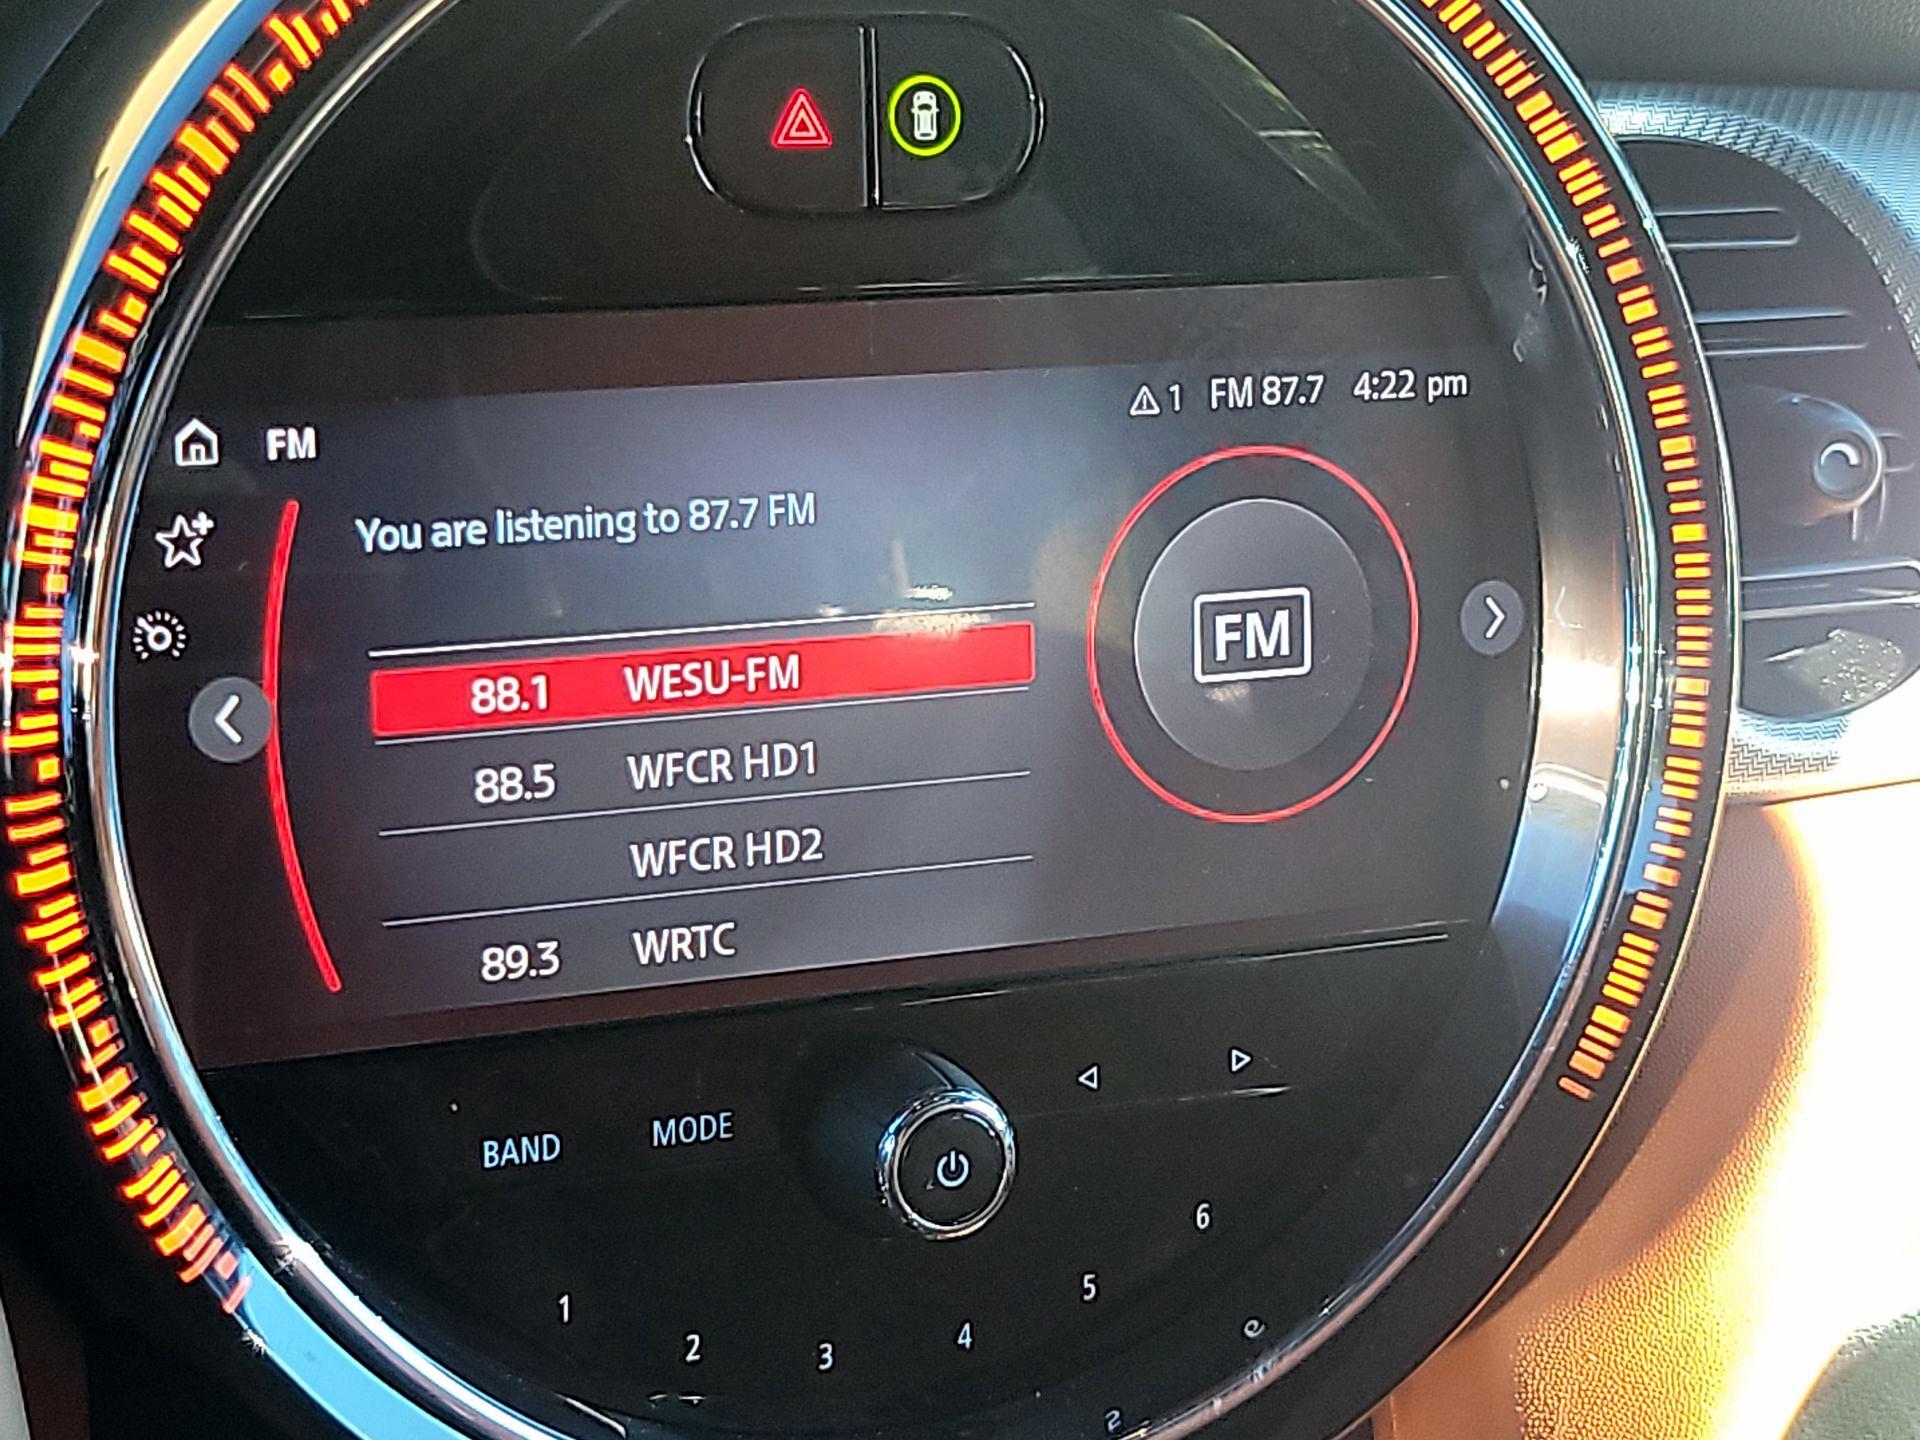 1 FM 87.7 4:22 pm
FM
You are listening to 87.7 FM
FM
88.1 WESU-FM
88.5 WFCR HD1
WFCR HD2
89.3 WRTC
BAND MODE
1 2 3 4 5 6